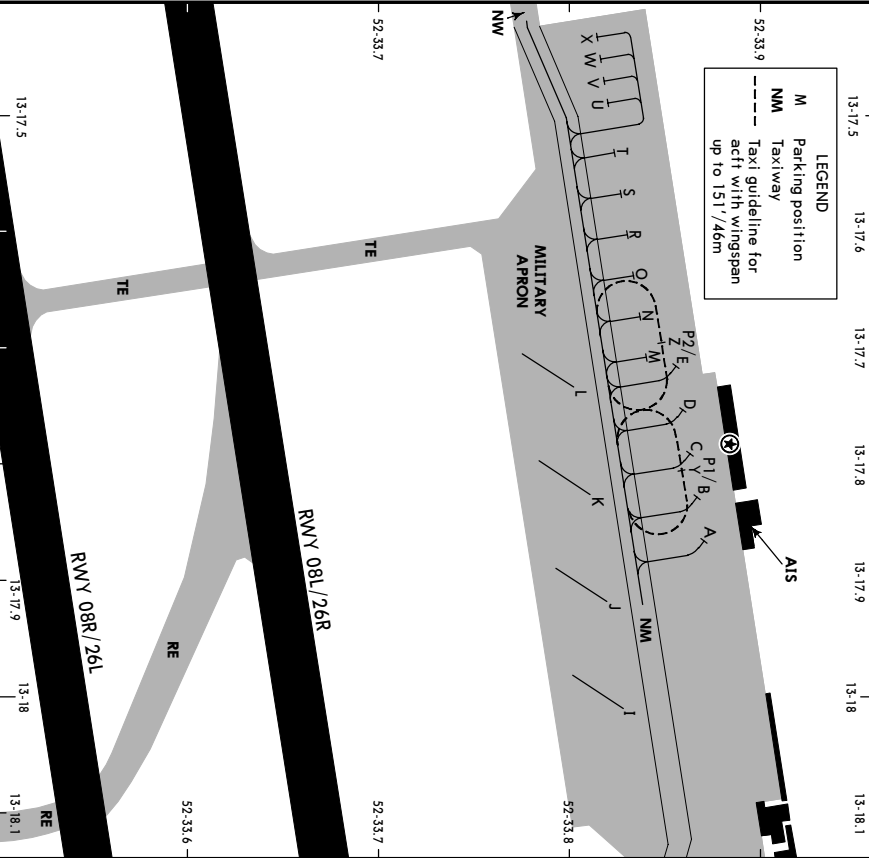 13-17.5
13-17.6
13-17.7
13-17.8
13-17.9
13-18
13-18.1
LEGEND
M Parking position
NM Taxiway
Taxi guideline for
acft with wingspan
up to 151'/46m
52-33.9
AIS
P2/
Z E
P1/
Y B
A
D
C
X
W
V
U
T
S
R
O
N
M
NM
L
K
J
I
NW
MILITARY
APRON
52-33.8
52-33.7
TE
52-33.7
RWY 08L/26R
52-33.6
TE
RE
RWY 08R/26L
RE
13-17.5
13-17.9
13-18
13-18.1